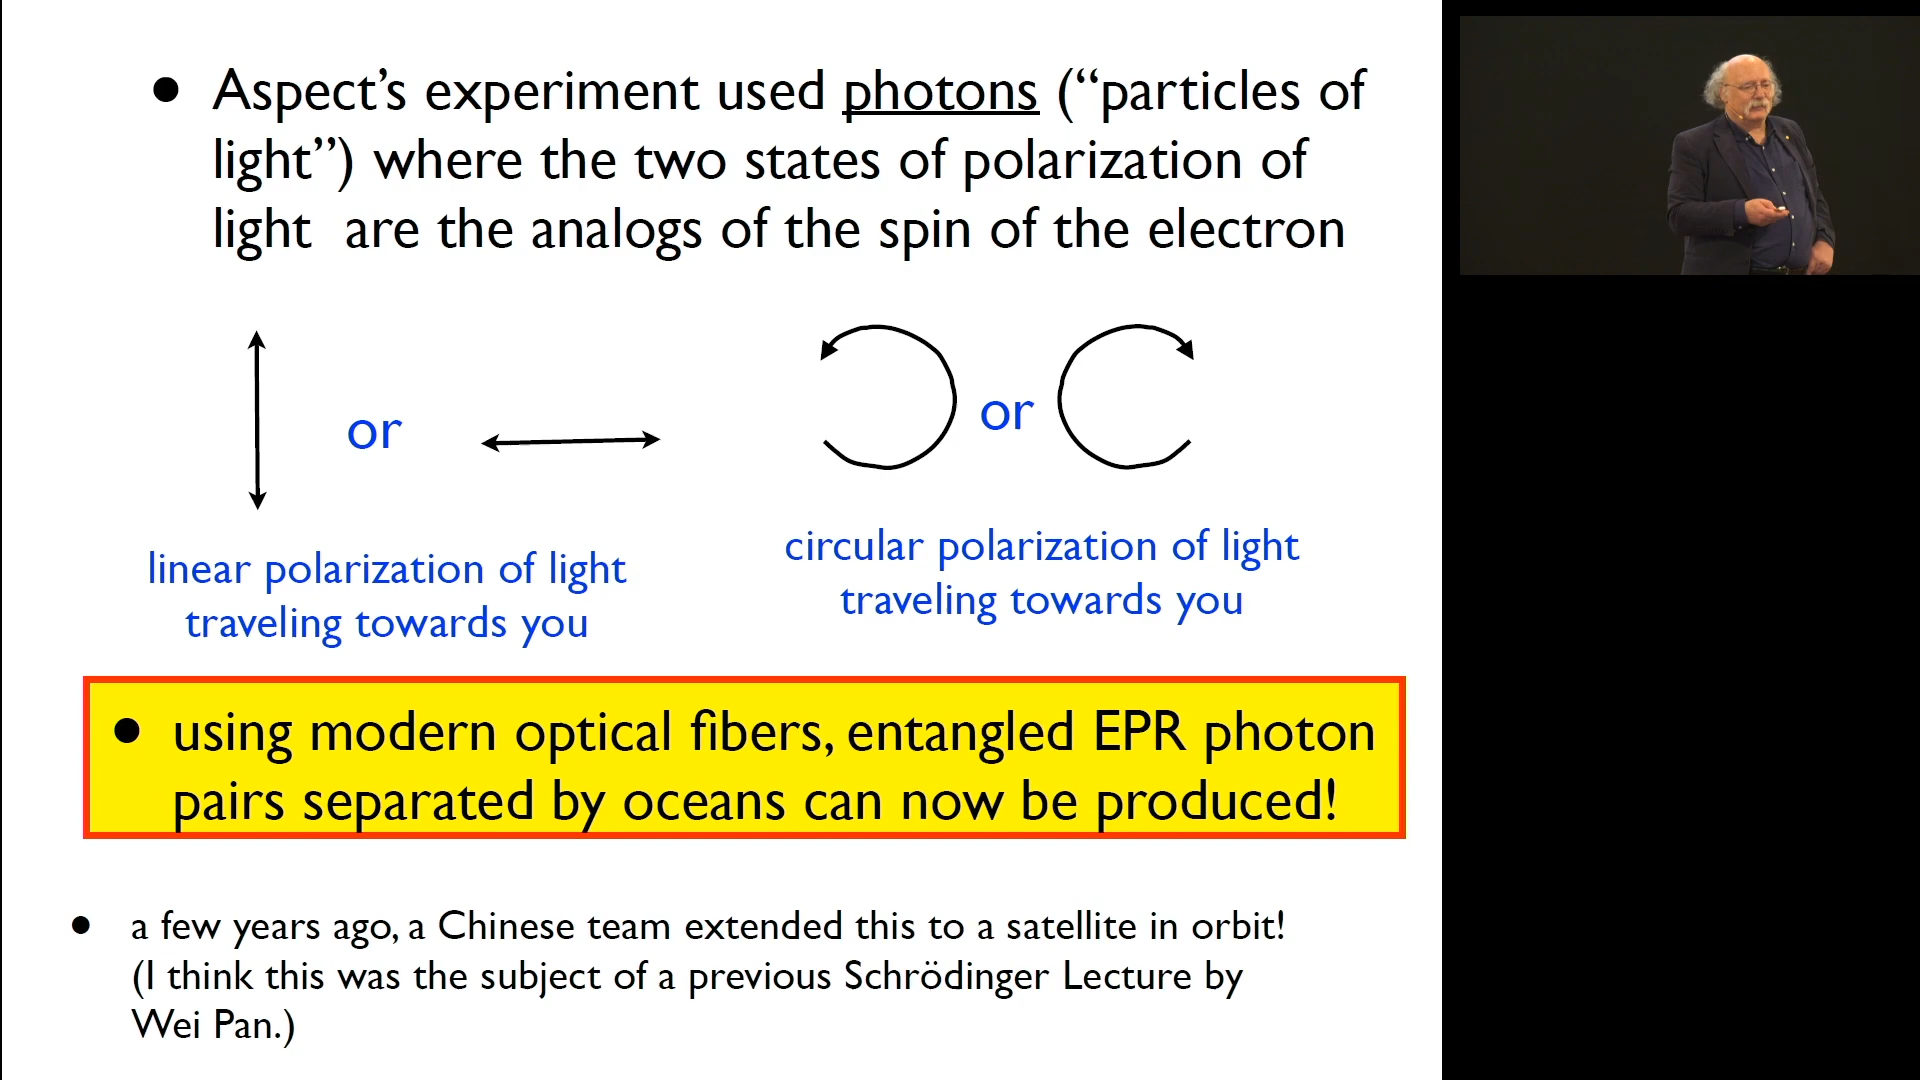 • Aspect’s experiment used photons (“particles of
light”) where the two states of polarization of
light are the analogs of the spin of the electron
or
or
linear polarization of light
traveling towards you
circular polarization of light
traveling towards you
• using modern optical fibers, entangled EPR photon
pairs separated by oceans can now be produced!
• a few years ago, a Chinese team extended this to a satellite in orbit!
(I think this was the subject of a previous Schrödinger Lecture by
Wei Pan.)